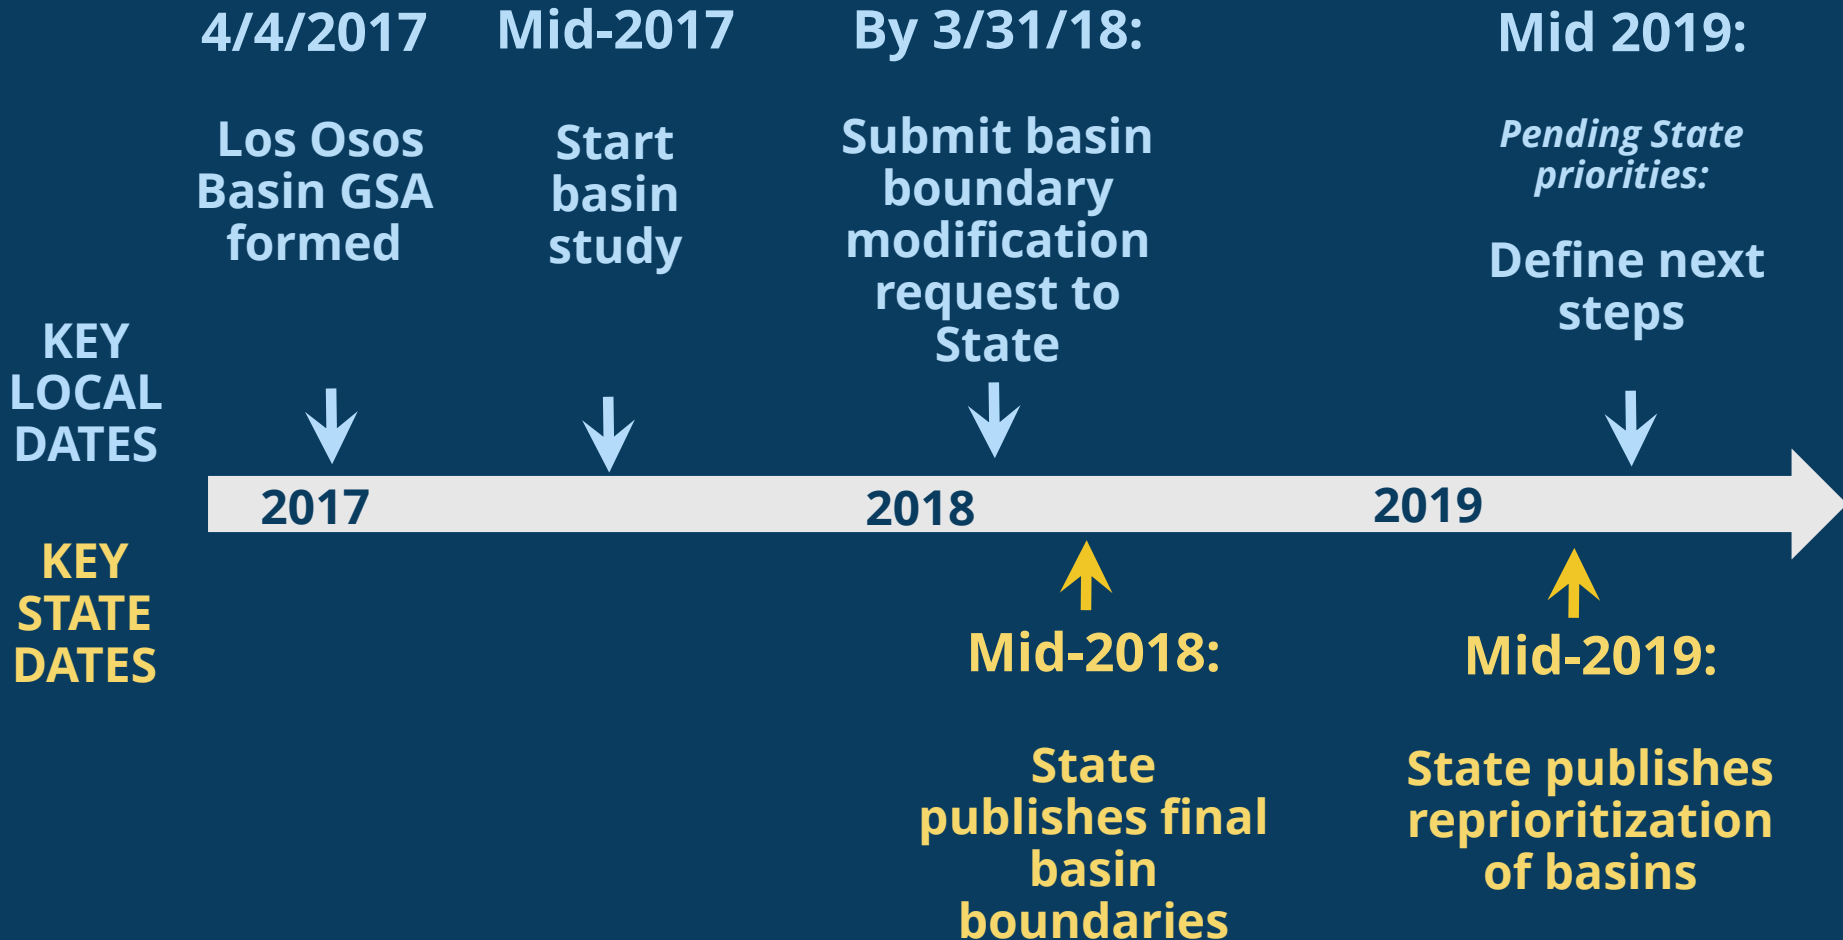 4/4/2017
Los Osos
Basin GSA
formed
Mid-2017
Start
basin
study
By 3/31/18:
Submit basin
boundary
modification
request to
State
Mid 2019:
Pending State
priorities:
Define next
steps
KEY
LOCAL
DATES
2017
2018
2019
KEY
STATE
DATES
Mid-2018:
State
publishes final
basin
boundaries
Mid-2019:
State publishes
reprioritization
of basins